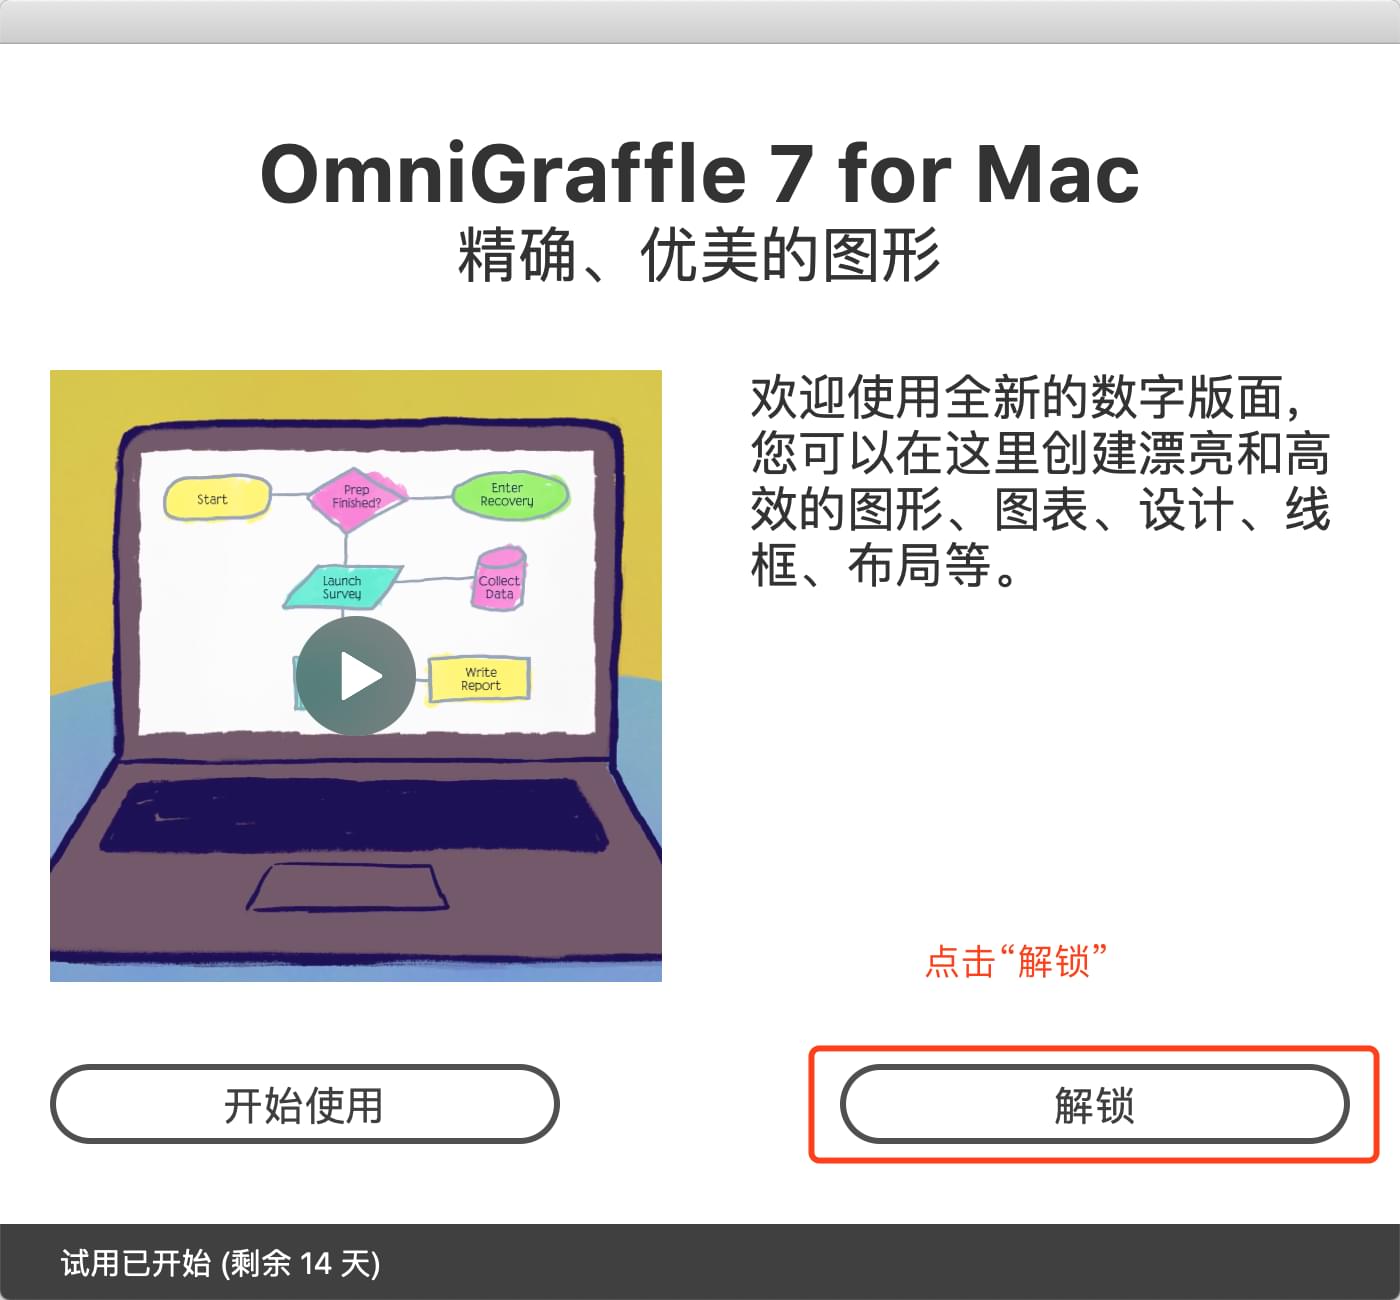 OmniGraffle 7 for Mac
精确、优美的图形
Start
Prep
Finished?
Enter
Recovery
Launch
Survey
Collect
Data
Write
Report
欢迎使用全新的数字版面，
您可以在这里创建漂亮和高
效的图形、图表、设计、线
框、布局等。
点击“解锁”
开始使用
解锁
试用已开始 (剩余 14 天)